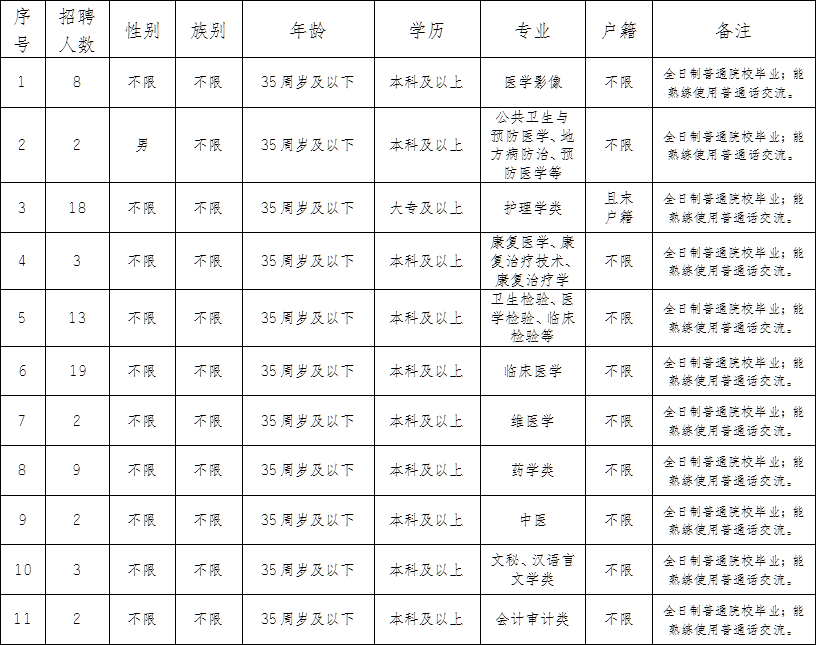 序号 招聘人数 性别 族别 年龄 学历 专业 户籍 备注
1 8 不限 不限 35周岁及以下 本科及以上 医学影像 不限 全日制普通院校毕业;能熟练使用普通话交流。
2 2 男 不限 35周岁及以下 本科及以上 公共卫生与预防医学、地方病防治、预防医学等 不限 全日制普通院校毕业;能熟练使用普通话交流。
3 18 不限 不限 35周岁及以下 大专及以上 护理学类 且末户籍 全日制普通院校毕业;能熟练使用普通话交流。
4 3 不限 不限 35周岁及以下 本科及以上 康复医学、康复治疗技术、康复治疗学 不限 全日制普通院校毕业;能熟练使用普通话交流。
5 13 不限 不限 35周岁及以下 本科及以上 卫生检验、医学检验、临床检验等 不限 全日制普通院校毕业;能熟练使用普通话交流。
6 19 不限 不限 35周岁及以下 本科及以上 临床医学 不限 全日制普通院校毕业;能熟练使用普通话交流。
7 2 不限 不限 35周岁及以下 本科及以上 维医学 不限 全日制普通院校毕业;能熟练使用普通话交流。
8 9 不限 不限 35周岁及以下 本科及以上 药学类 不限 全日制普通院校毕业;能熟练使用普通话交流。
9 2 不限 不限 35周岁及以下 本科及以上 中医 不限 全日制普通院校毕业;能熟练使用普通话交流。
10 3 不限 不限 35周岁及以下 本科及以上 文秘、汉语言文学类 不限 全日制普通院校毕业;能熟练使用普通话交流。
11 2 不限 不限 35周岁及以下 本科及以上 会计审计类 不限 全日制普通院校毕业;能熟练使用普通话交流。